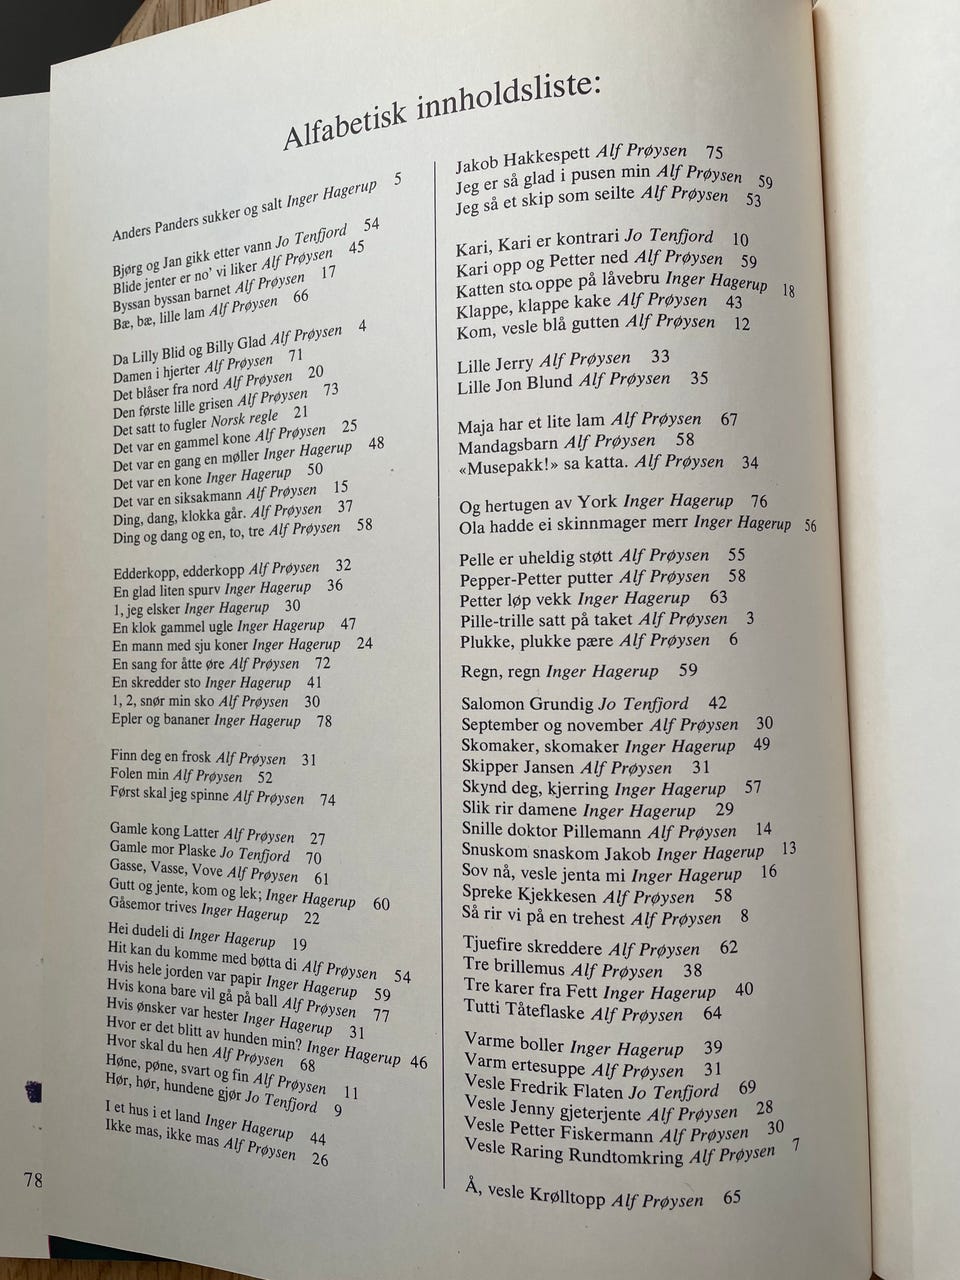 Alfabetisk innholdsliste:
Anders Panders sukker og salt Inger Hagerup 5
Bjørg og Jan gikk etter vann Jo Tenfjord 54
Blide jenter er no' vi liker Alf Prøysen 45
Byssan byssan barnet Alf Prøysen 17
Bæ, bæ, lille lam Alf Prøysen 66
Da Lilly Blid og Billy Glad Alf Prøysen 4
Damen i hjerter Alf Prøysen 71
Det blåser fra nord Alf Prøysen 20
Den første lille grisen Alf Prøysen 73
Det satt to fugler Norsk regle 21
Det var en gammel kone Alf Prøysen 25
Det var en gang en møller Inger Hagerup 48
Det var en kone Inger Hagerup 50
Det var en siksakmann Alf Prøysen 15
Ding, dang, klokka går. Alf Prøysen 37
Ding og dang og en, to, tre Alf Prøysen 58
Edderkopp, edderkopp Alf Prøysen 32
En glad liten spurv Inger Hagerup 36
1, jeg elsker Inger Hagerup 30
En klok gammel ugle Inger Hagerup 47
En mann med sju koner Inger Hagerup 24
En sang for åtte øre Alf Prøysen 72
En skredder sto Inger Hagerup 41
1, 2, snør min sko Alf Prøysen 30
Epler og bananer Inger Hagerup 78
Finn deg en frosk Alf Prøysen 31
Folen min Alf Prøysen 52
Først skal jeg spinne Alf Prøysen 74
Gamle kong Latter Alf Prøysen 27
Gamle mor Plaske Jo Tenfjord 70
Gasse, Vasse, Vove Alf Prøysen 61
Gutt og jente, kom og lek; Inger Hagerup 60
Gåsemor trives Inger Hagerup 22
Hei dudeli di Inger Hagerup 19
Hit kan du komme med bøtta di Alf Prøysen 54
Hvis hele jorden var papir Inger Hagerup 59
Hvis kona bare vil gå på ball Alf Prøysen 77
Hvis ønsker var hester Inger Hagerup 31
Hvor er det blitt av hunden min? Inger Hagerup 46
Hvor skal du hen Alf Prøysen 68
Høne, pøne, svart og fin Alf Prøysen 11
Hør, hør, hundene gjør Jo Tenfjord 9
I et hus i et land Inger Hagerup 44
Ikke mas, ikke mas Alf Prøysen 26
Jakob Hakkespett Alf Prøysen 75
Jeg er så glad i pusen min Alf Prøysen 59
Jeg så et skip som seilte Alf Prøysen 53
Kari, Kari er kontrari Jo Tenfjord 10
Kari opp og Petter ned Alf Prøysen 59
Katten sto oppe på låvebru Inger Hagerup 18
Klappe, klappe kake Alf Prøysen 43
Kom, vesle blå gutten Alf Prøysen 12
Lille Jerry Alf Prøysen 33
Lille Jon Blund Alf Prøysen 35
Maja har et lite lam Alf Prøysen 67
Mandagsbarn Alf Prøysen 58
«Musepakk!» sa katta. Alf Prøysen 34
Og hertugen av York Inger Hagerup 76
Ola hadde ei skinnmager merr Inger Hagerup 56
Pelle er uheldig støtt Alf Prøysen 55
Pepper-Petter putter Alf Prøysen 58
Petter løp vekk Inger Hagerup 63
Pille-trille satt på taket Alf Prøysen 3
Plukke, plukke pære Alf Prøysen 6
Regn, regn Inger Hagerup 59
Salomon Grundig Jo Tenfjord 42
September og november Alf Prøysen 30
Skomaker, skomaker Inger Hagerup 49
Skipper Jansen Alf Prøysen 31
Skynd deg, kjerring Inger Hagerup 57
Slik rir damene Inger Hagerup 29
Snille doktor Pillemann Alf Prøysen 14
Snuskom snaskom Jakob Inger Hagerup 13
Sov nå, vesle jenta mi Inger Hagerup 16
Spreke Kjekkesen Alf Prøysen 58
Så rir vi på en trehest Alf Prøysen 8
Tjuefire skreddere Alf Prøysen 62
Tre brillemus Alf Prøysen 38
Tre karer fra Fett Inger Hagerup 40
Tutti Tåteflaske Alf Prøysen 64
Varme boller Inger Hagerup 39
Varm ertesuppe Alf Prøysen 31
Vesle Fredrik Flaten Jo Tenfjord 69
Vesle Jenny gjeterjente Alf Prøysen 28
Vesle Petter Fiskermann Alf Prøysen 30
Vesle Raring Rundtomkring Alf Prøysen 7
Å, vesle Krølltopp Alf Prøysen 65
78